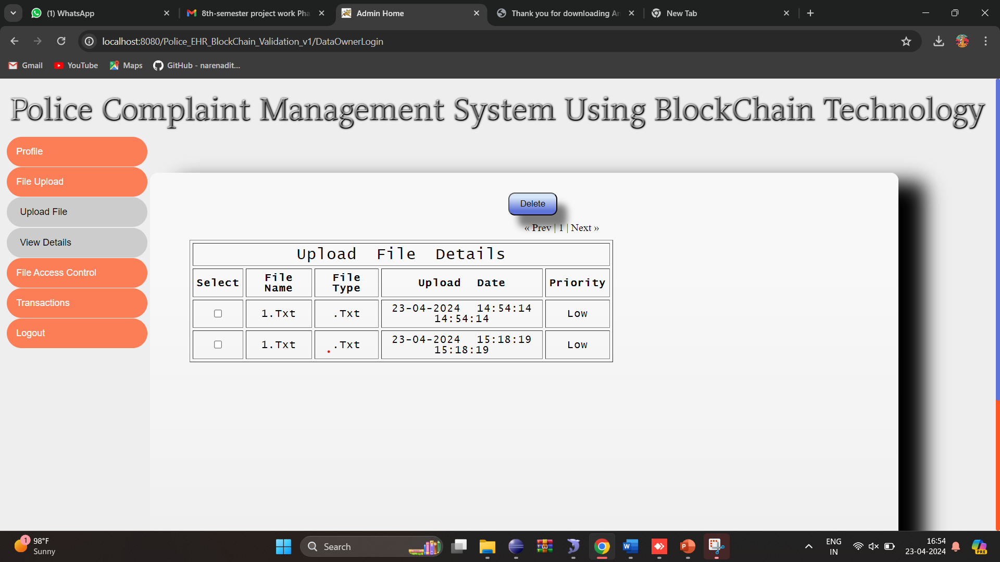 (1) WhatsApp
8th-semester project work Pha
Admin Home
Thank you for downloading An
New Tab
localhost:8080/Police_EHR_BlockChain_Validation_v1/DataOwnerLogin
Gmail
YouTube
Maps
GitHub - narenadit...
Police Complaint Management System Using BlockChain Technology
Profile
File Upload
Upload File
View Details
File Access Control
Transactions
Logout
Delete
« Prev | 1 | Next »
Upload File Details
Select File Name File Type Upload Date Priority
1.Txt .Txt 23-04-2024 14:54:14 Low
14:54:14
1.Txt .Txt 23-04-2024 15:18:19 Low
15:18:19
1
98°F
Sunny
Search
W
P
ENG
IN
16:54
23-04-2024
PRE